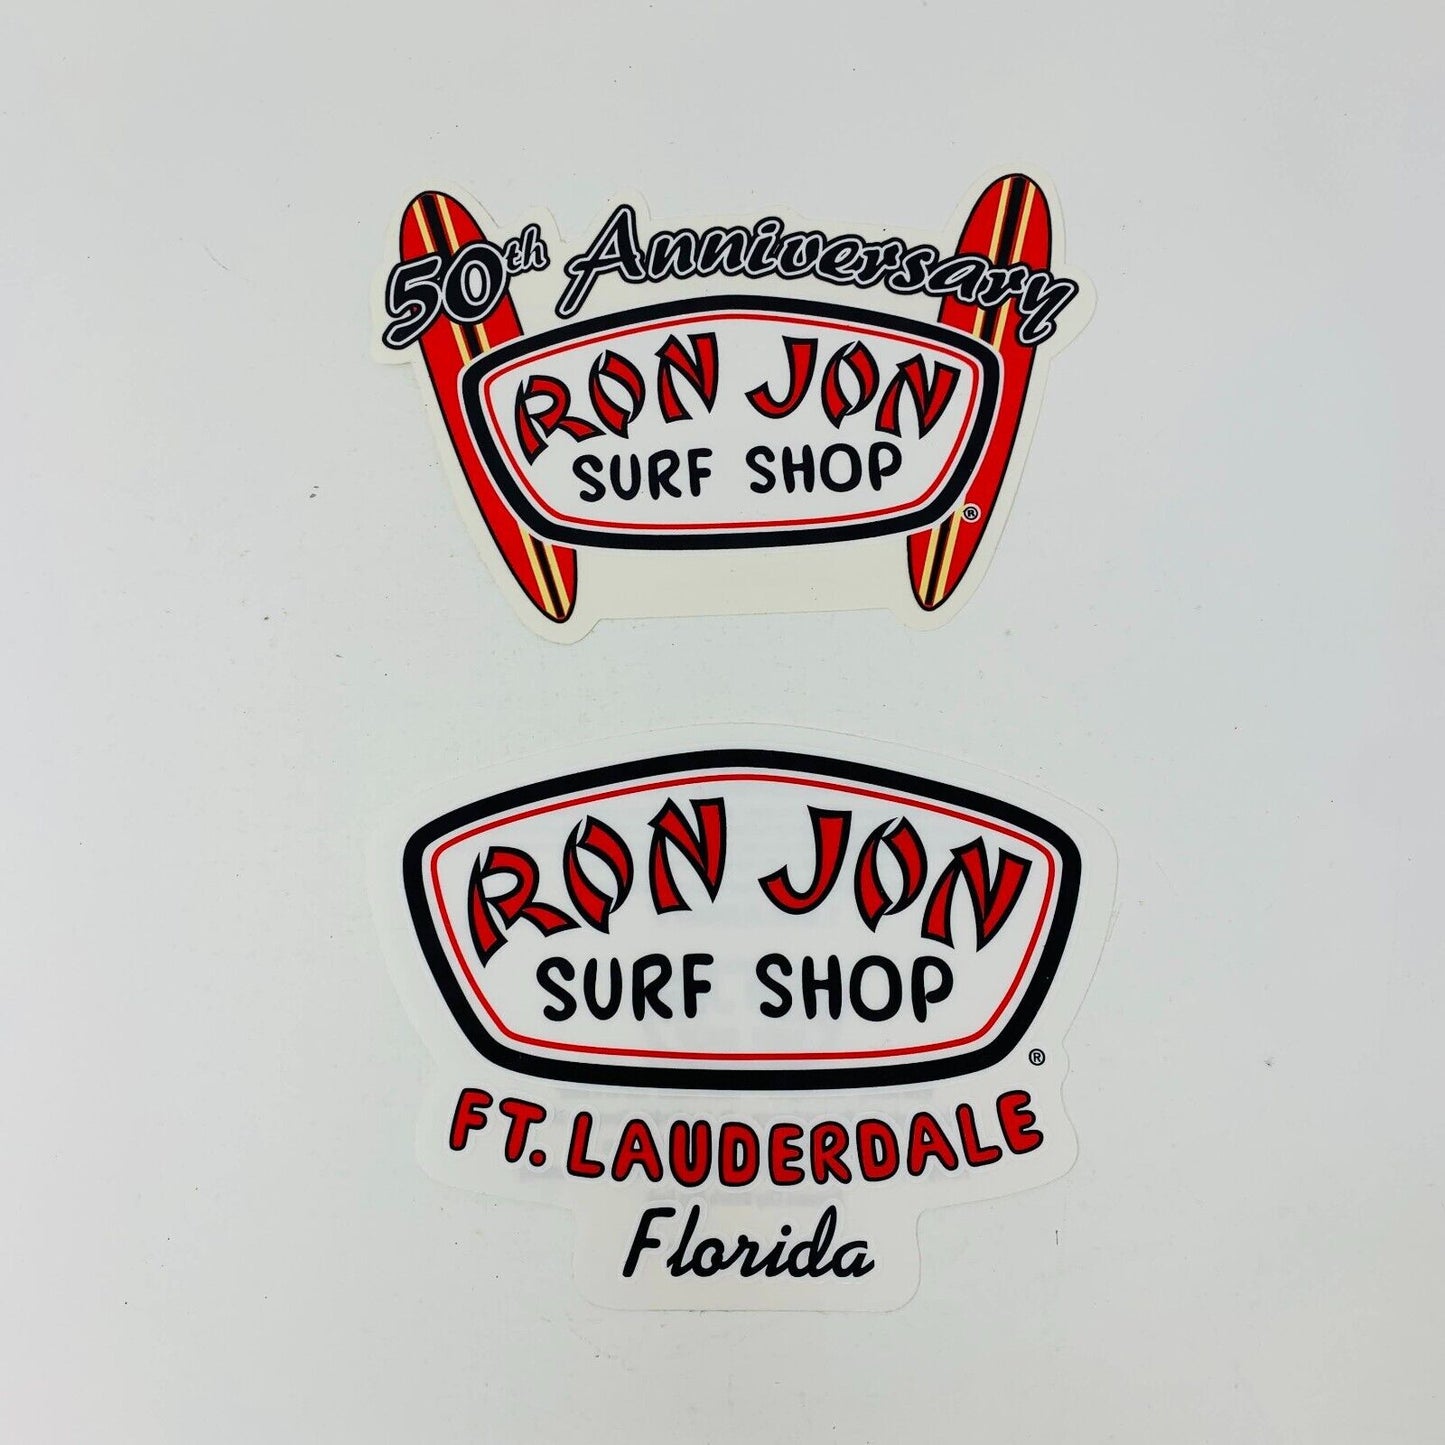 50th Anniversary
RON JON
SURF SHOP
®
RON JON
SURF SHOP
®
FT. LAUDERDALE
Florida